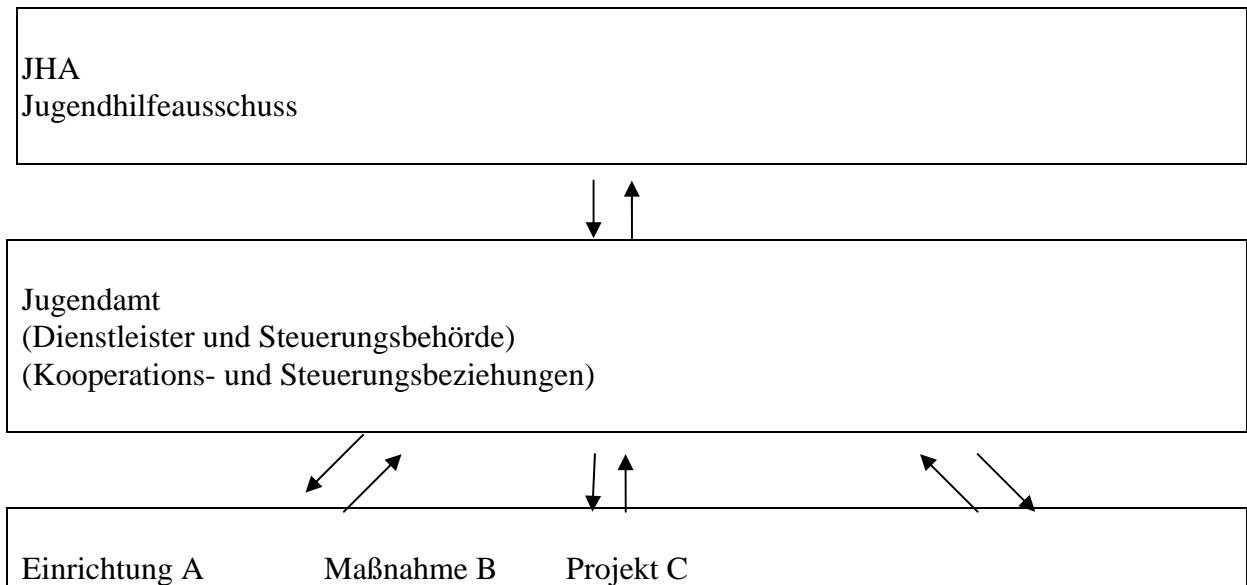 JHA
Jugendhilfeausschuss
Jugendamt
(Dienstleister und Steuerungsbehörde)
(Kooperations- und Steuerungsbeziehungen)
Einrichtung A Maßnahme B Projekt C